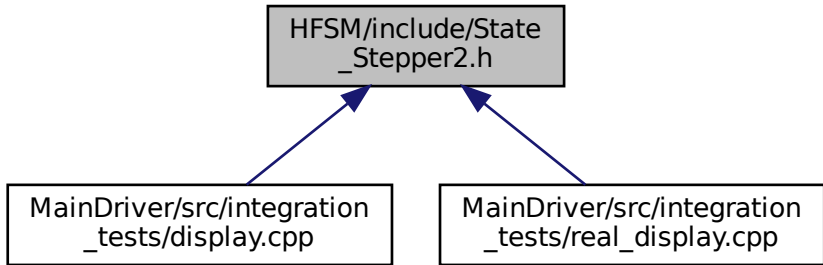 HFSM/include/State
_Stepper2.h
MainDriver/src/integration
_tests/display.cpp
MainDriver/src/integration
_tests/real_display.cpp